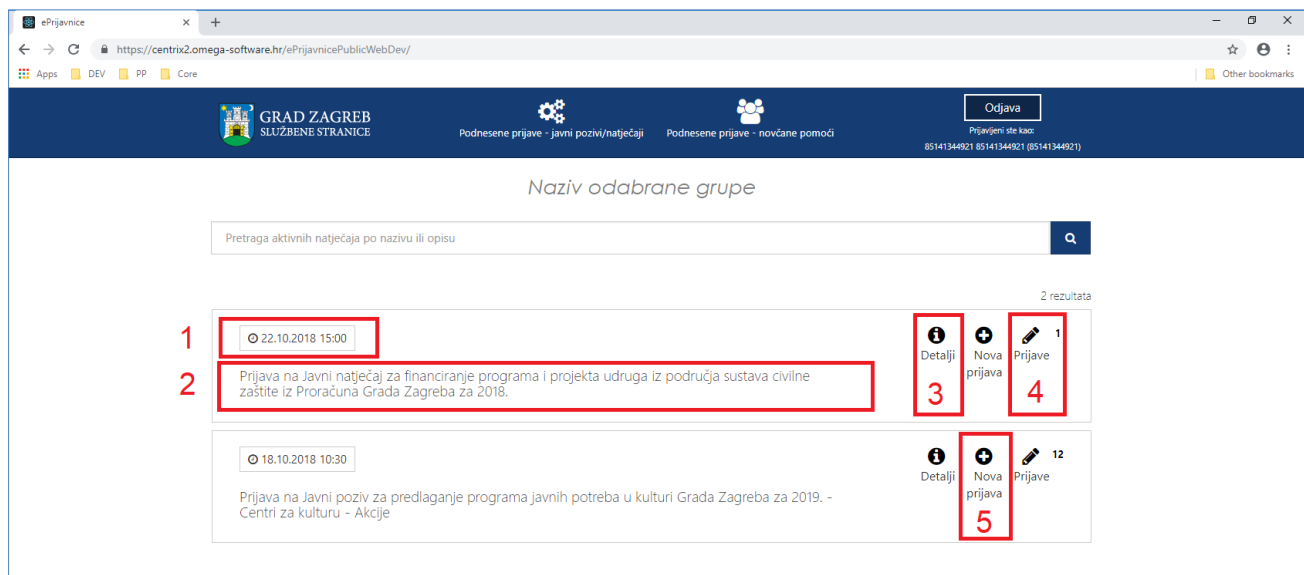 ePrijavnice
https://centrix2.omega-software.hr/ePrijavnicePublicWebDev/
Apps DEV PP Core Other bookmarks
GRAD ZAGREB
SLUŽBENE STRANICE
Podnesene prijave - javni pozivi/natječaji
Podnesene prijave - novčane pomoći
Odjava
Prijavljeni ste kao:
85141344921 85141344921 (85141344921)
Naziv odabrane grupe
Pretraga aktivnih natječaja po nazivu ili opisu
2 rezultata
1
22.10.2018 15:00
2
Prijava na Javni natječaj za financiranje programa i projekta udruga iz područja sustava civilne
zaštite iz Proračuna Grada Zagreba za 2018.
Detalji
3
Nova
prijava
Prijave 1
4
18.10.2018 10:30
Prijava na Javni poziv za predlaganje programa javnih potreba u kulturi Grada Zagreba za 2019. -
Centri za kulturu - Akcije
Detalji
Nova
prijava
5
Prijave 12